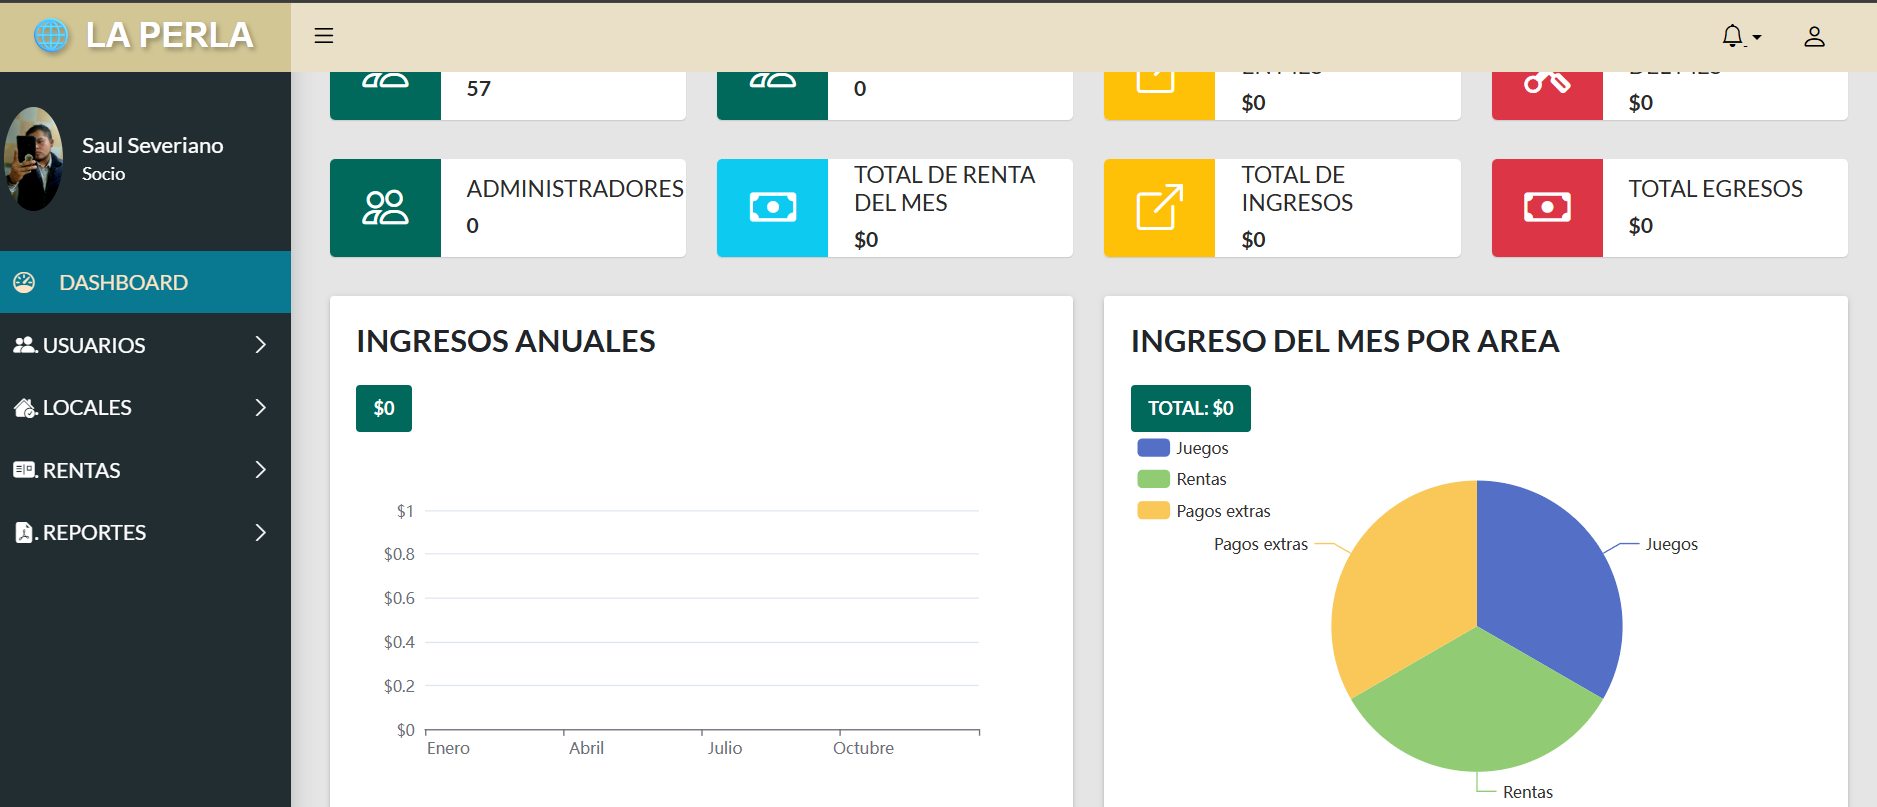 LA PERLA
Saul Severiano
Socio
DASHBOARD
USUARIOS
LOCALES
RENTAS
REPORTES
57
0
$0
$0
ADMINISTRADORES
0
TOTAL DE RENTA
DEL MES
$0
TOTAL DE
INGRESOS
$0
TOTAL EGRESOS
$0
INGRESOS ANUALES
$0
$1
$0.8
$0.6
$0.4
$0.2
$0
Enero Abril Julio Octubre
INGRESO DEL MES POR AREA
TOTAL: $0
Juegos
Rentas
Pagos extras
Pagos extras
Juegos
Rentas